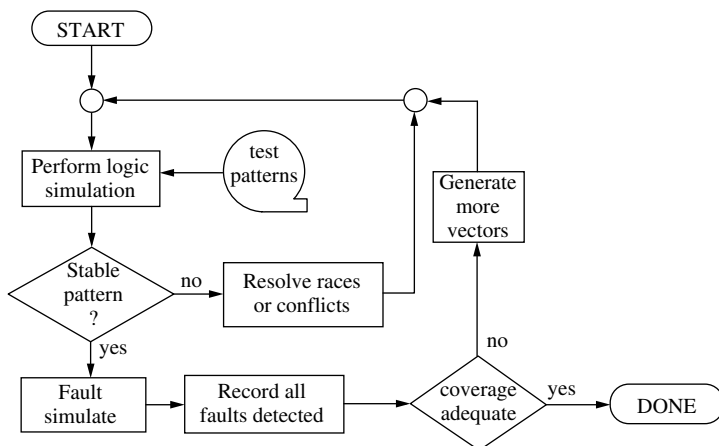 START
Perform logic
simulation
test
patterns
Generate
more
vectors
Stable
pattern
?
no
Resolve races
or conflicts
yes
no
Fault
simulate
Record all
faults detected
coverage
adequate
yes
DONE